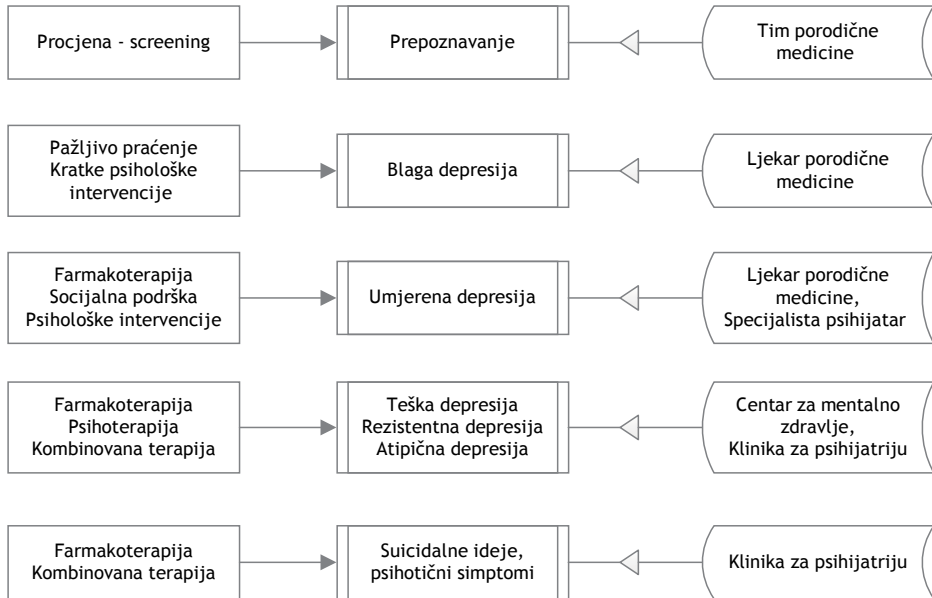 Procjena - screening
Prepoznavanje
Tim porodične
medicine
Pažljivo praćenje
Kratke psihološke
intervencije
Blaga depresija
Ljekar porodične
medicine
Farmakoterapija
Socijalna podrška
Psihološke intervencije
Umjerena depresija
Ljekar porodične
medicine,
Specijalista psihijatar
Farmakoterapija
Psihoterapija
Kombinovana terapija
Teška depresija
Rezistentna depresija
Atipična depresija
Centar za mentalno
zdravlje,
Klinika za psihijatriju
Farmakoterapija
Kombinovana terapija
Suicidalne ideje,
psihotični simptomi
Klinika za psihijatriju